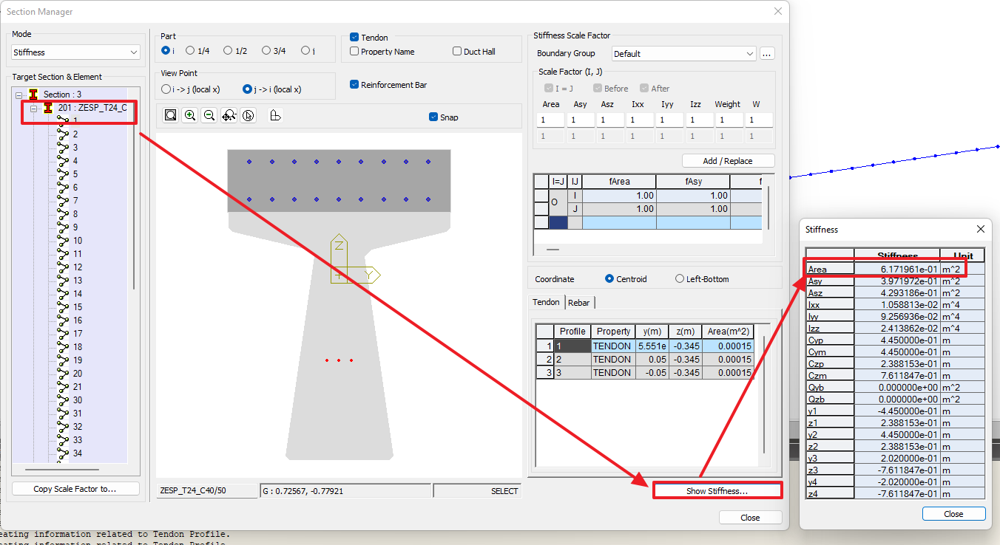 Section Manager
Mode
Stiffness
Target Section & Element
Section : 3
201 : ZESP_T24_C
1
2
3
4
5
6
7
8
9
10
11
12
13
14
15
16
17
18
19
20
21
30
31
32
33
34
Copy Scale Factor to...
Part
i 1/4 1/2 3/4 j
View Point
i -> j (local x) j -> i (local x)
Tendon
Property Name Duct Hall
Reinforcement Bar
Snap
Z
Y
ZESP_T24_C40/50 G : 0.72567, -0.77921 SELECT
Stiffness Scale Factor
Boundary Group Default ...
Scale Factor (I, J)
I = J Before After
Area Asy Asz Ixx Iyy Izz Weight W
1 1 1 1 1 1 1 1
1 1 1 1 1 1 1 1
Add / Replace
I=J IJ fArea fAsy f
O I 1.00 1.00
J 1.00 1.00
Coordinate Centroid Left-Bottom
Tendon Rebar
Profile Property y(m) z(m) Area(m^2)
1 1 TENDON 5.551e -0.345 0.00015
2 2 TENDON 0.05 -0.345 0.00015
3 3 TENDON -0.05 -0.345 0.00015
Show Stiffness...
Close
Stiffness
Stiffness Unit
Area 6.171961e-01 m^2
Asy 3.971972e-01 m^2
Asz 4.293186e-01 m^2
Ixx 1.058813e-02 m^4
Iyy 9.256936e-02 m^4
Izz 2.413862e-02 m^4
Cyp 4.450000e-01 m
Cym 4.450000e-01 m
Czp 2.388153e-01 m
Czm 7.611847e-01 m
Qyb 0.000000e+00 m^2
Qzb 0.000000e+00 m^2
y1 -4.450000e-01 m
z1 2.388153e-01 m
y2 4.450000e-01 m
z2 2.388153e-01 m
y3 2.020000e-01 m
z3 -7.611847e-01 m
y4 -2.020000e-01 m
z4 -7.611847e-01 m
Close
eating information related to Tendon Profile.
eating information related to Tendon Profile.